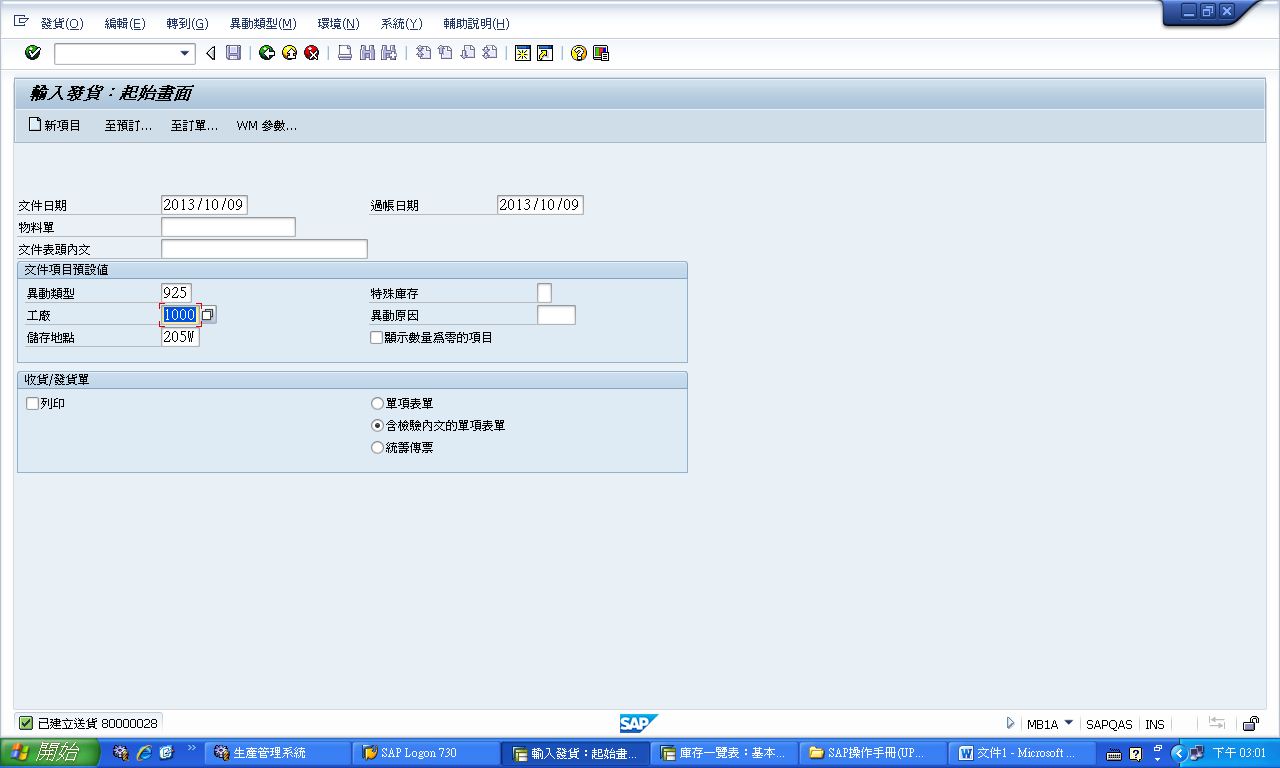 發貨(O) 編輯(E) 轉到(G) 異動類型(M) 環境(N) 系統(Y) 輔助說明(H)
輸入發貨：起始畫面
新項目 至預訂... 至訂單... WM 參數...
文件日期 2013/10/09 過帳日期 2013/10/09
物料單
文件表頭內文
文件項目預設值
異動類型 925 特殊庫存
工廠 1000 異動原因
儲存地點 205W 顯示數量為零的項目
收貨/發貨單
列印 單項表單
含檢驗內文的單項表單
統籌傳票
已建立送貨 80000028 SAP MB1A SAPQAS INS
開始 生產管理系統 SAP Logon 730 輸入發貨：起始畫... 庫存一覽表：基本... SAP操作手冊(UP... 文件1 - Microsoft ... 下午 03:01